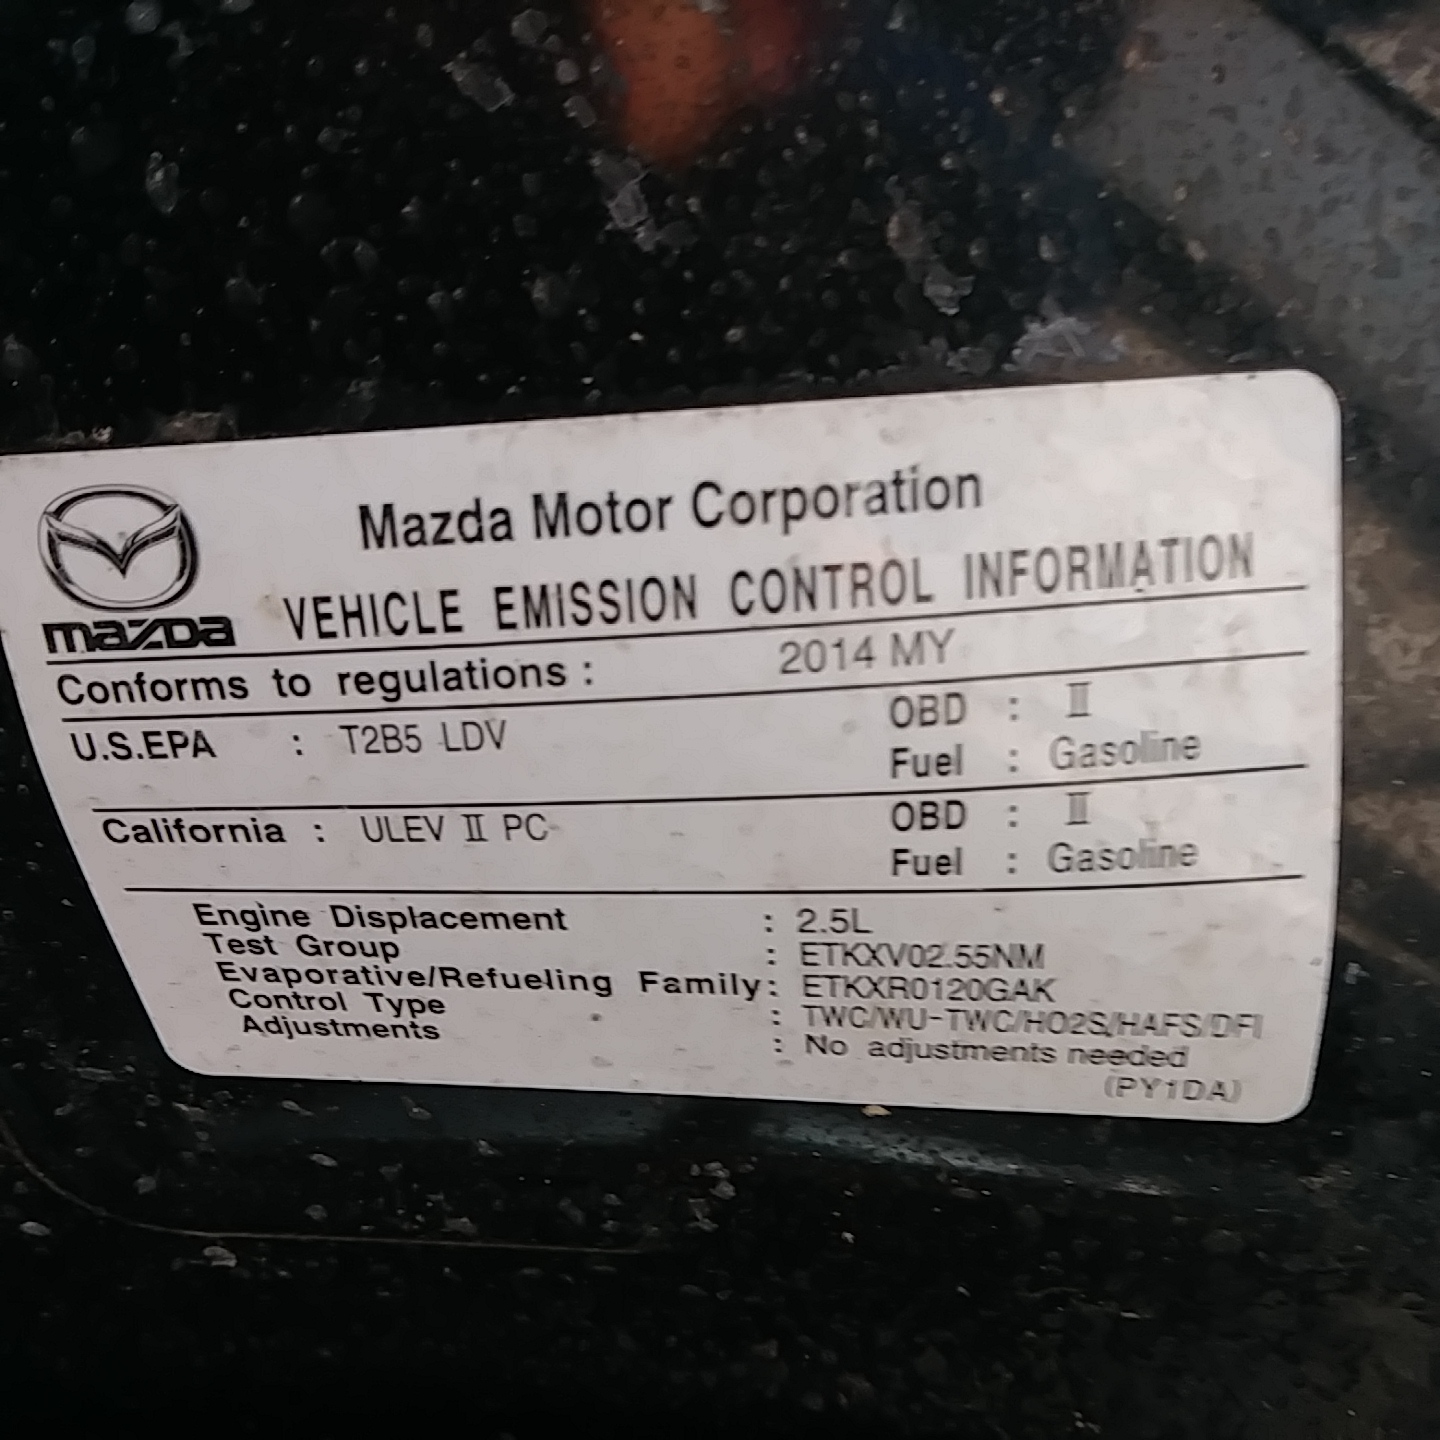 Mazda Motor Corporation
mazda VEHICLE EMISSION CONTROL INFORMATION
Conforms to regulations : 2014 MY
U.S.EPA : T2B5 LDV OBD : II
Fuel : Gasoline
California : ULEV II PC OBD : II
Fuel : Gasoline
Engine Displacement : 2.5L
Test Group : ETKXV02.55NM
Evaporative/Refueling Family : ETKXR0120GAK
Control Type : TWC/WU-TWC/HO2S/HAFS/DFI
Adjustments : No adjustments needed
(PY1DA)